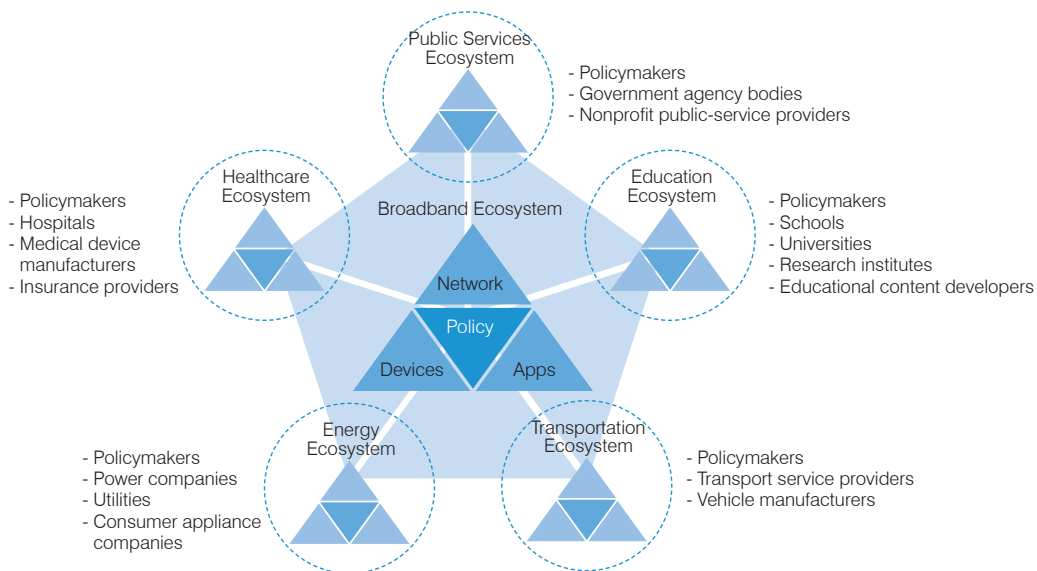 Public Services
Ecosystem
- Policymakers
- Government agency bodies
- Nonprofit public-service providers
Healthcare
Ecosystem
- Policymakers
- Hospitals
- Medical device
manufacturers
- Insurance providers
Education
Ecosystem
- Policymakers
- Schools
- Universities
- Research institutes
- Educational content developers
Broadband Ecosystem
Network
Policy
Devices
Apps
Energy
Ecosystem
- Policymakers
- Power companies
- Utilities
- Consumer appliance
companies
Transportation
Ecosystem
- Policymakers
- Transport service providers
- Vehicle manufacturers